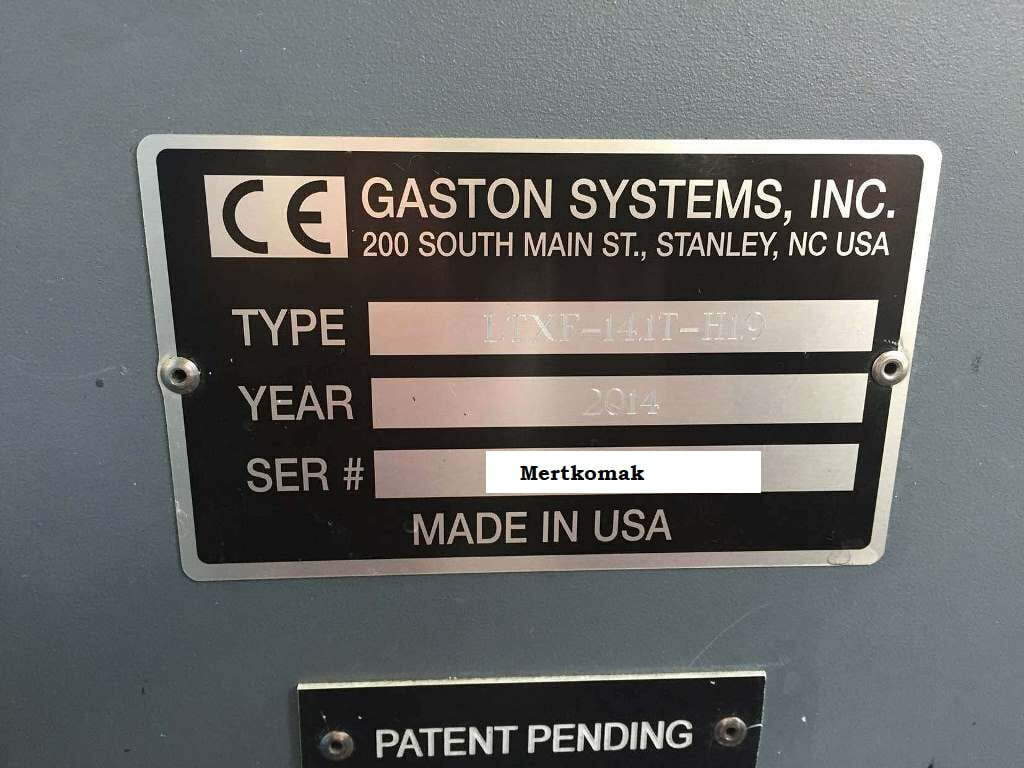 CE GASTON SYSTEMS, INC.
200 SOUTH MAIN ST., STANLEY, NC USA
TYPE LTXF-141T-H19
YEAR 2014
SER # Mertkomak
MADE IN USA
PATENT PENDING